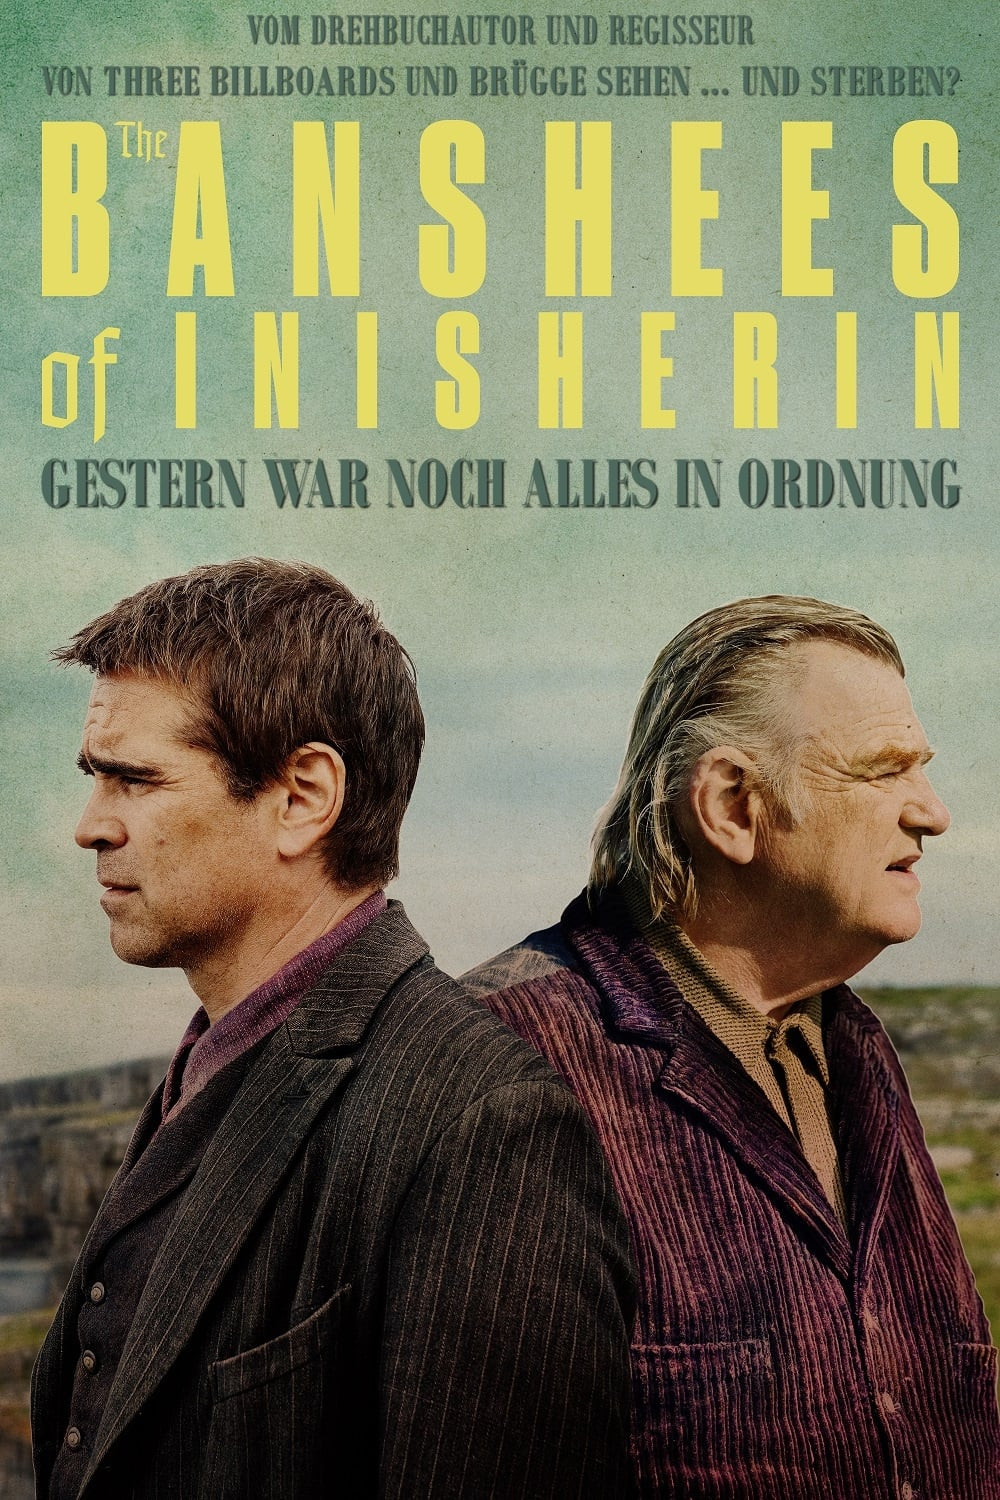 VOM DREHBUCHAUTOR UND REGISSEUR
VON THREE BILLBOARDS UND BRÜGGE SEHEN ... UND STERBEN?
The BANSHEES
of INISHERIN
GESTERN WAR NOCH ALLES IN ORDNUNG